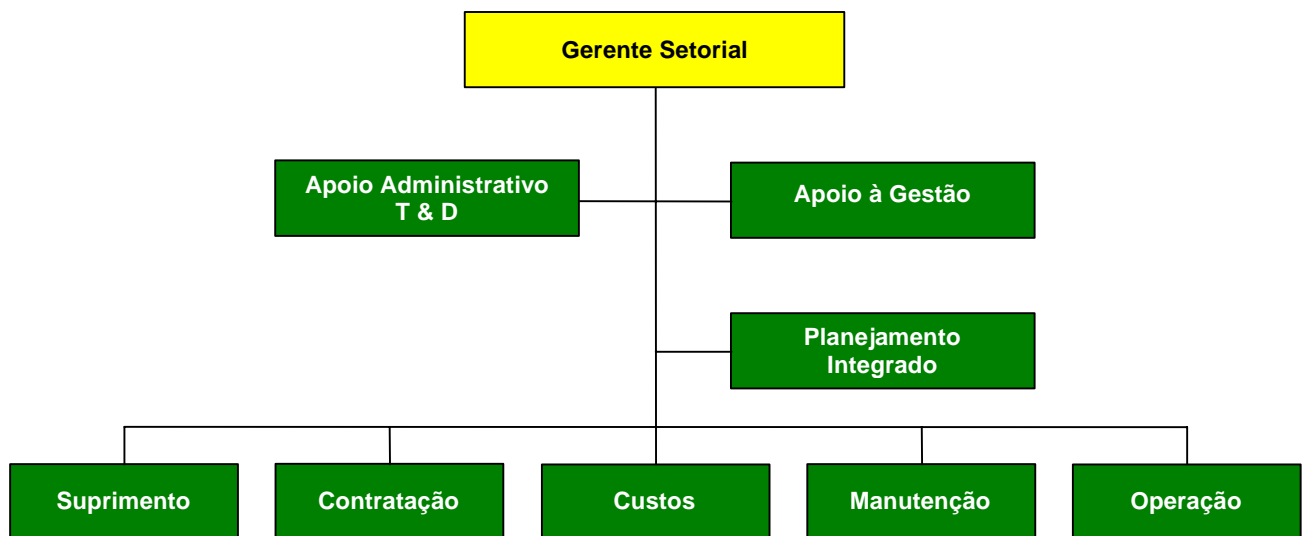 Gerente Setorial
Apoio Administrativo
T & D
Apoio à Gestão
Planejamento
Integrado
Suprimento
Contratação
Custos
Manutenção
Operação